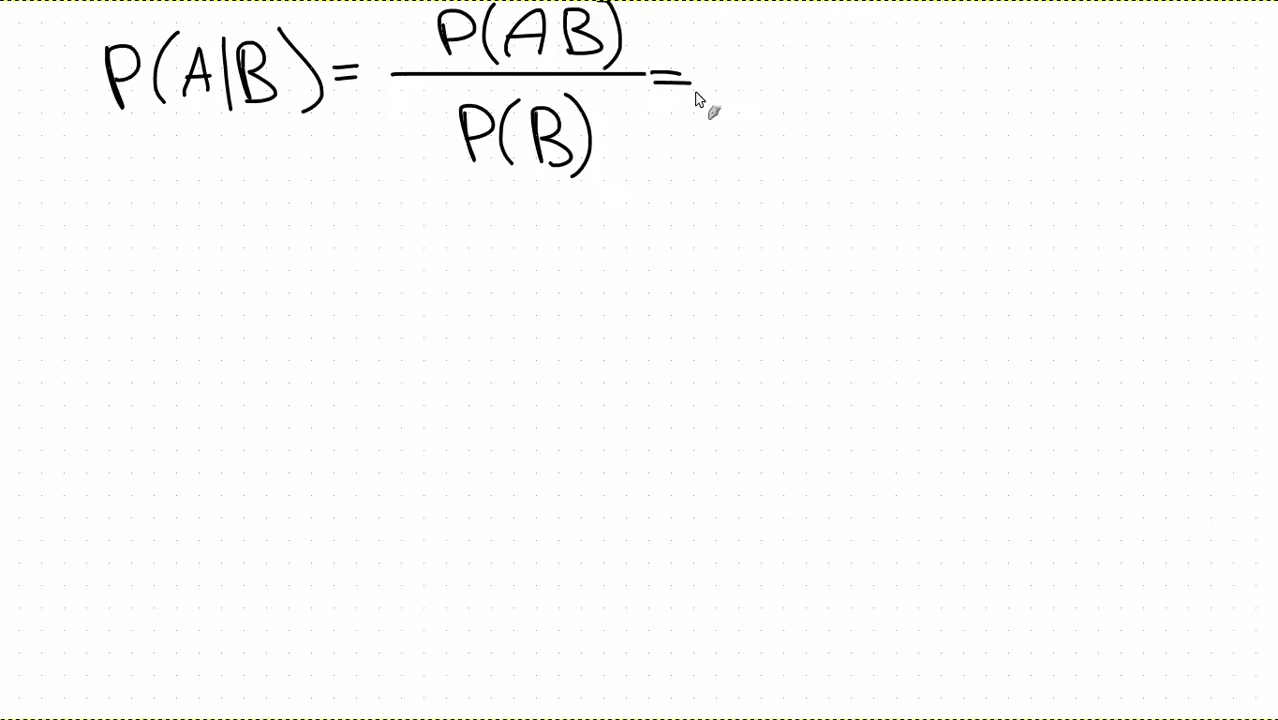 P(A|B) = P(AB) / P(B) =